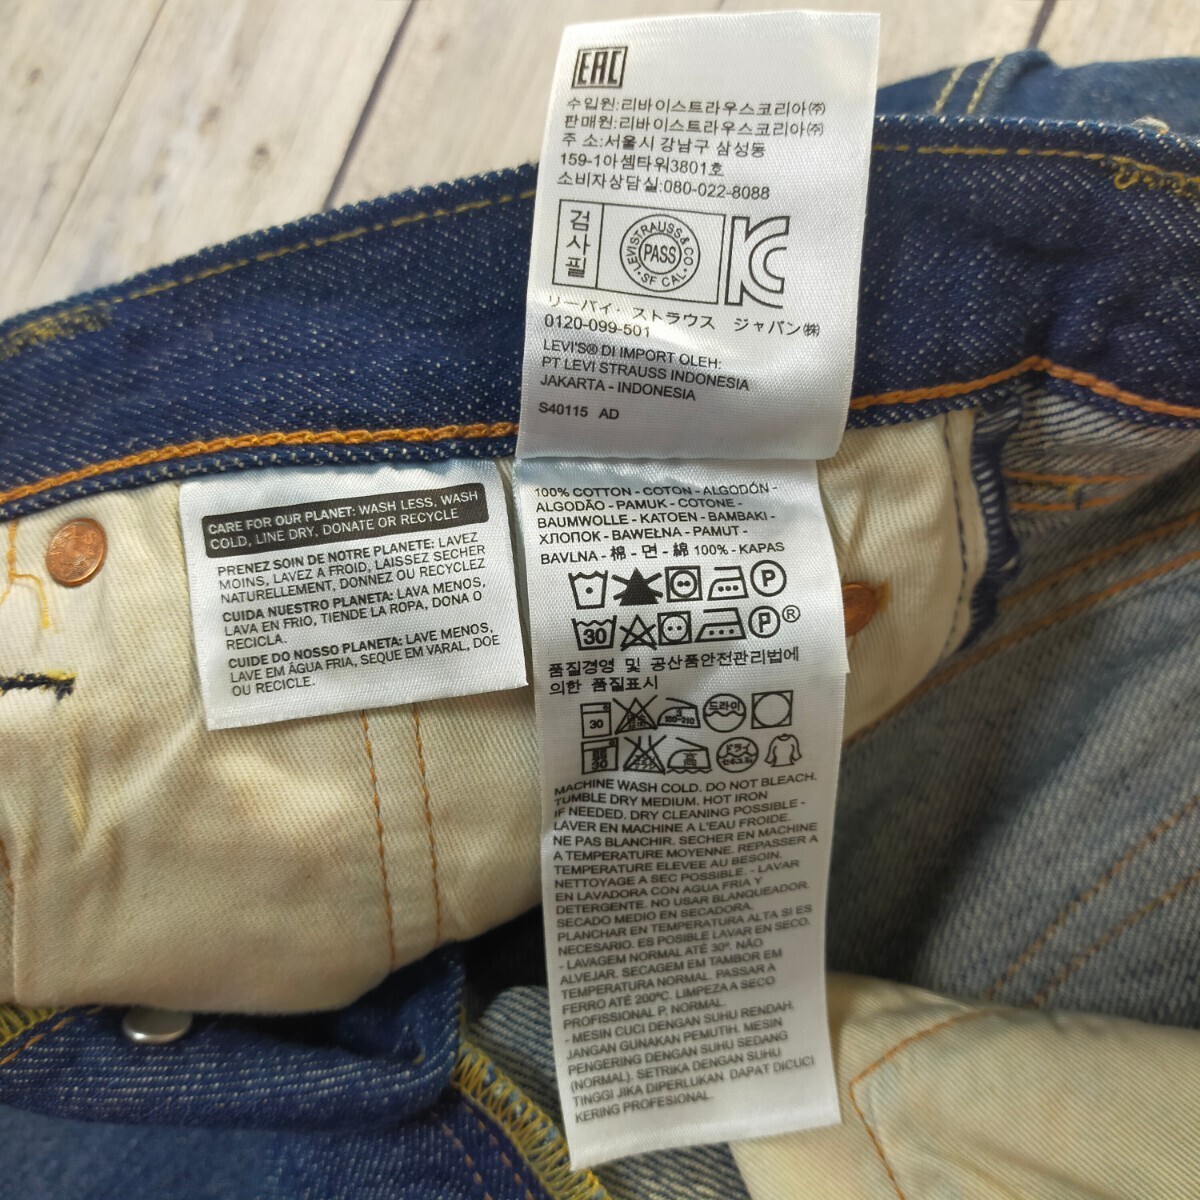 EAC
수입원:리바이스트라우스코리아(주)
판매원:리바이스트라우스코리아(주)
주 소:서울시 강남구 삼성동
159-1아셈타워3801호
소비자상담실:080-022-8088
검사필
LEVI STRAUSS & CO
PASS
SF CAL
リーバイ・ストラウス ジャパン㈱
0120-099-501
LEVI'S® DI IMPORT OLEH:
PT LEVI STRAUSS INDONESIA
JAKARTA - INDONESIA
S40115 AD
CARE FOR OUR PLANET: WASH LESS, WASH
COLD, LINE DRY, DONATE OR RECYCLE
PRENEZ SOIN DE NOTRE PLANETE: LAVEZ
MOINS, LAVEZ A FROID, LAISSEZ SECHER
NATURELLEMENT, DONNEZ OU RECYCLEZ
CUIDA NUESTRO PLANETA: LAVA MENOS,
LAVA EN FRIO, TIENDE LA ROPA, DONA O
RECICLA.
CUIDE DO NOSSO PLANETA: LAVE MENOS,
LAVE EM ÁGUA FRIA, SEQUE EM VARAL, DOE
OU RECICLE.
100% COTTON - COTON - ALGODÓN -
ALGODÃO - PAMUK - COTONE -
BAUMWOLLE - KATOEN - BAMBAKI -
ХЛОПОК - BAWEŁNA - PAMUT -
BAVLNA - 棉 - 면 - 綿 100% - KAPAS
P
30 P ®
품질경영 및 공산품안전관리법에
의한 품질표시
30 드라이
30 高 ドライ
MACHINE WASH COLD. DO NOT BLEACH.
TUMBLE DRY MEDIUM. HOT IRON
IF NEEDED. DRY CLEANING POSSIBLE -
LAVER EN MACHINE A L'EAU FROIDE.
NE PAS BLANCHIR. SECHER EN MACHINE
A TEMPERATURE MOYENNE. REPASSER A
TEMPERATURE ELEVEE AU BESOIN.
NETTOYAGE A SEC POSSIBLE. - LAVAR
EN LAVADORA CON AGUA FRIA Y
DETERGENTE. NO USAR BLANQUEADOR.
SECADO MEDIO EN SECADORA.
PLANCHAR EN TEMPERATURA ALTA SI ES
NECESARIO. ES POSIBLE LAVAR EN SECO.
- LAVAGEM NORMAL ATÉ 30º. NÃO
ALVEJAR. SECAGEM EM TAMBOR EM
TEMPERATURA NORMAL. PASSAR A
FERRO ATÉ 200ºC. LIMPEZA A SECO
PROFISSIONAL P, NORMAL.
- MESIN CUCI DENGAN SUHU RENDAH.
JANGAN GUNAKAN PEMUTIH. MESIN
PENGERING DENGAN SUHU SEDANG
(NORMAL). SETRIKA DENGAN SUHU
TINGGI JIKA DIPERLUKAN. DAPAT DICUCI
KERING PROFESIONAL.